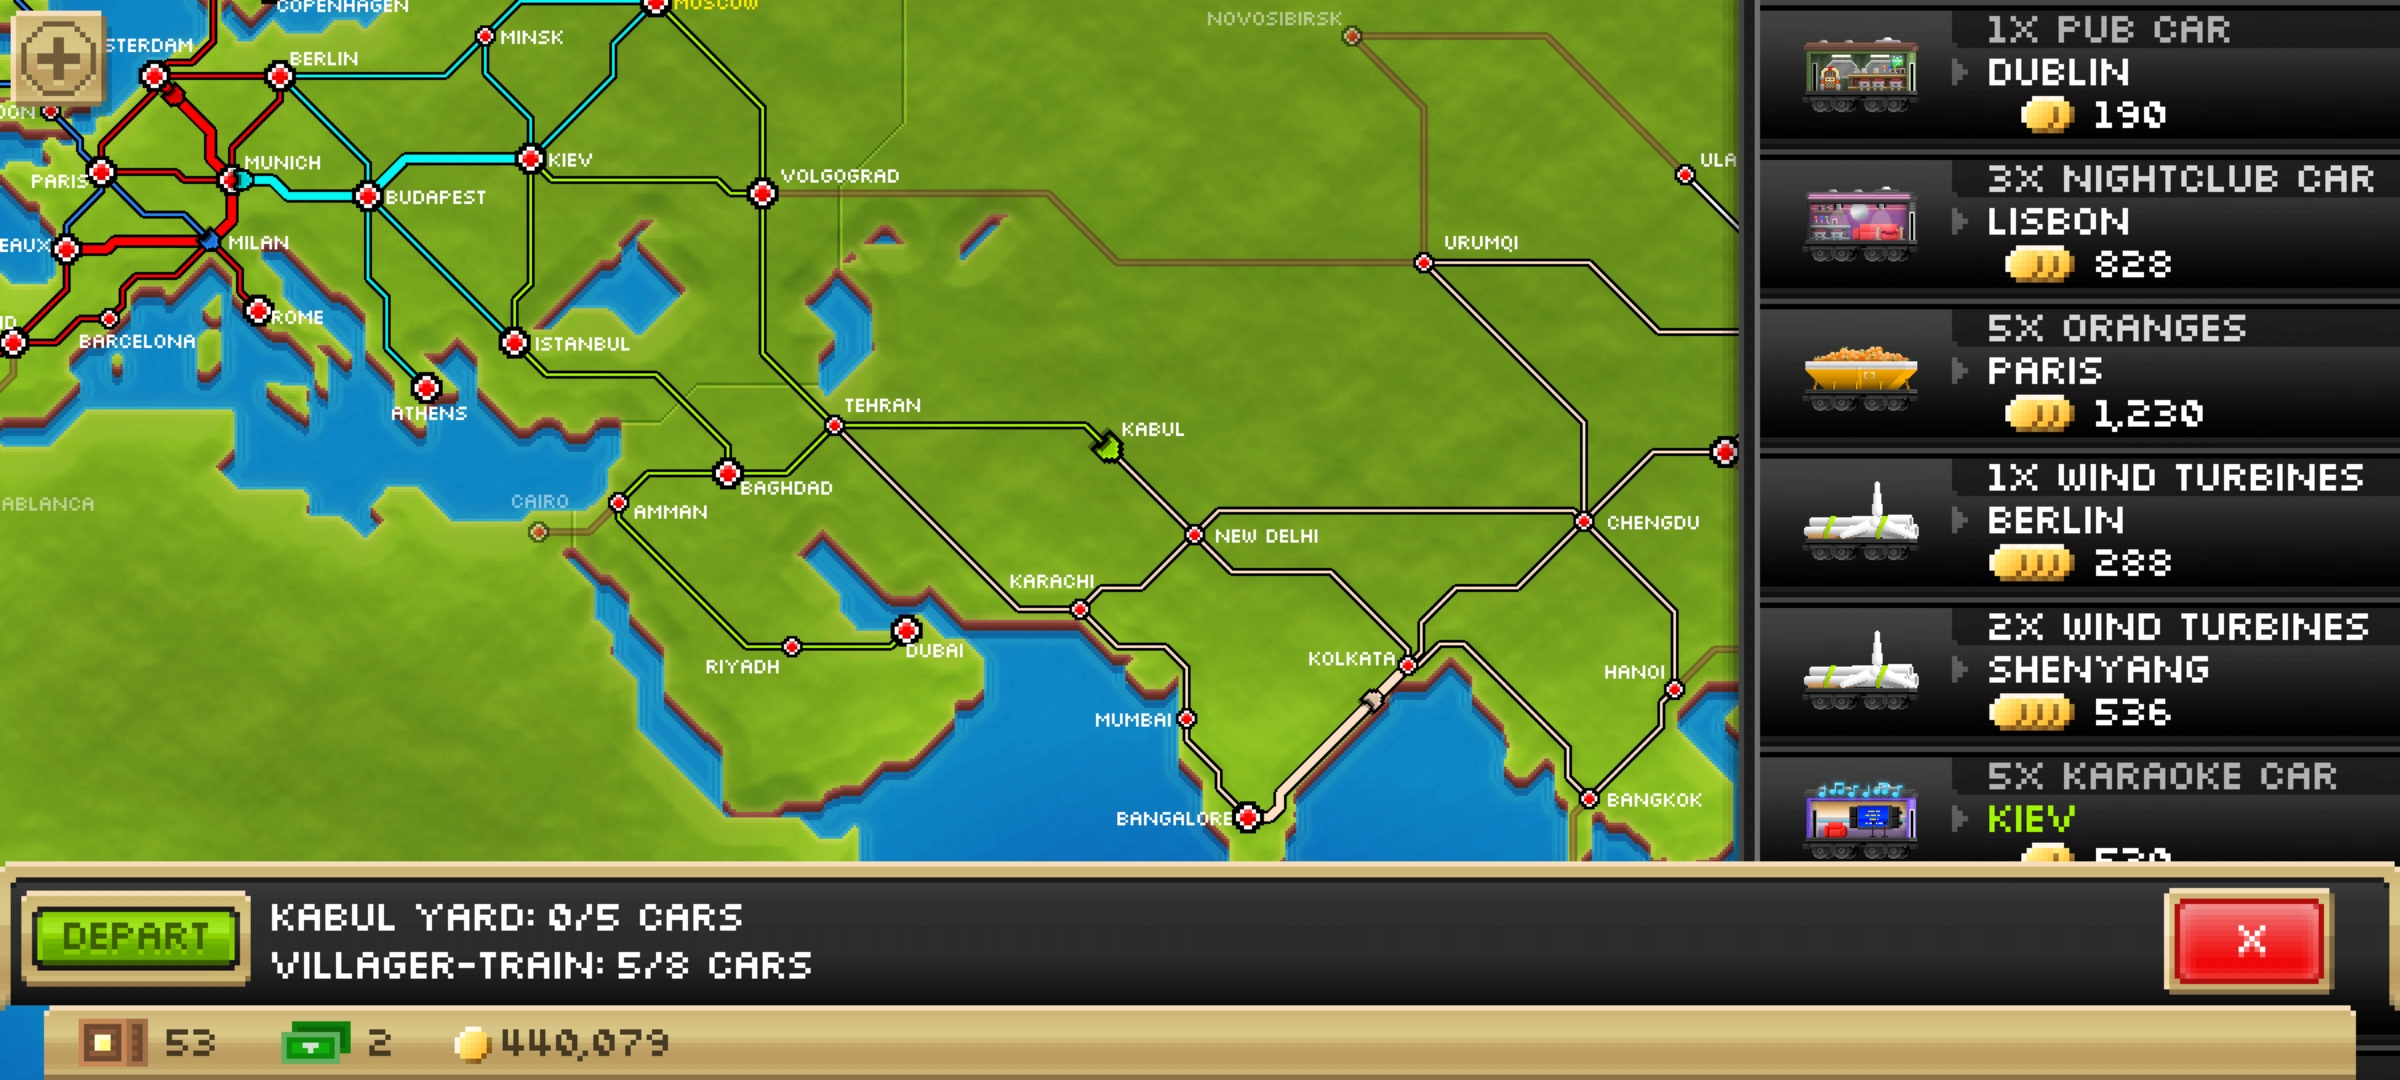 COPENHAGEN
MOSCOW
NOVOSIBIRSK
MINSK
STERDAM
BERLIN
DON
MUNICH
KIEV
PARIS
BUDAPEST
VOLGOGRAD
ULA
EAUX
MILAN
URUMQI
ROME
BARCELONA
ISTANBUL
ATHENS
TEHRAN
KABUL
BAGHDAD
ABLANCA
CAIRO
AMMAN
NEW DELHI
CHENGDU
KARACHI
DUBAI
RIYADH
KOLKATA
HANOI
MUMBAI
BANGALORE
BANGKOK
1X PUB CAR
DUBLIN
190
3X NIGHTCLUB CAR
LISBON
828
5X ORANGES
PARIS
1,230
1X WIND TURBINES
BERLIN
288
2X WIND TURBINES
SHENYANG
536
5X KARAOKE CAR
KIEV
DEPART
KABUL YARD: 0/5 CARS
VILLAGER-TRAIN: 5/8 CARS
X
53
2
440,079